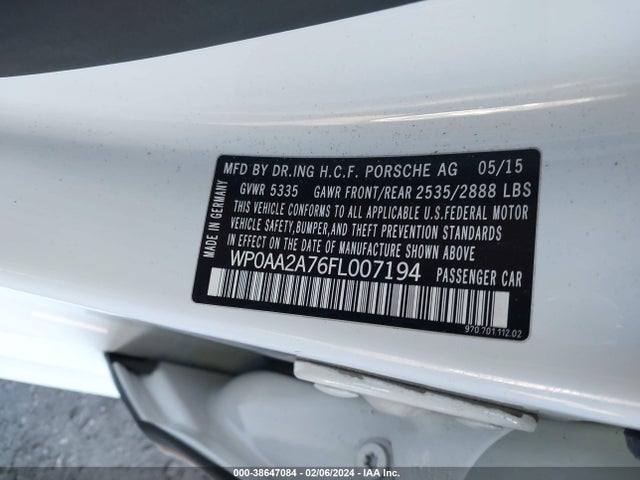 MFD BY DR.ING H.C.F. PORSCHE AG 05/15
GVWR 5335 GAWR FRONT/REAR 2535/2888 LBS
THIS VEHICLE CONFORMS TO ALL APPLICABLE U.S.FEDERAL MOTOR
VEHICLE SAFETY,BUMPER,AND THEFT PREVENTION STANDARDS IN
EFFECT ON THE DATE OF MANUFACTURE SHOWN ABOVE.
WP0AA2A76FL007194 PASSENGER CAR
970.701.112.02
MADE IN GERMANY
© IAA - 38647084 - 02/06/2024 - IAAI.com